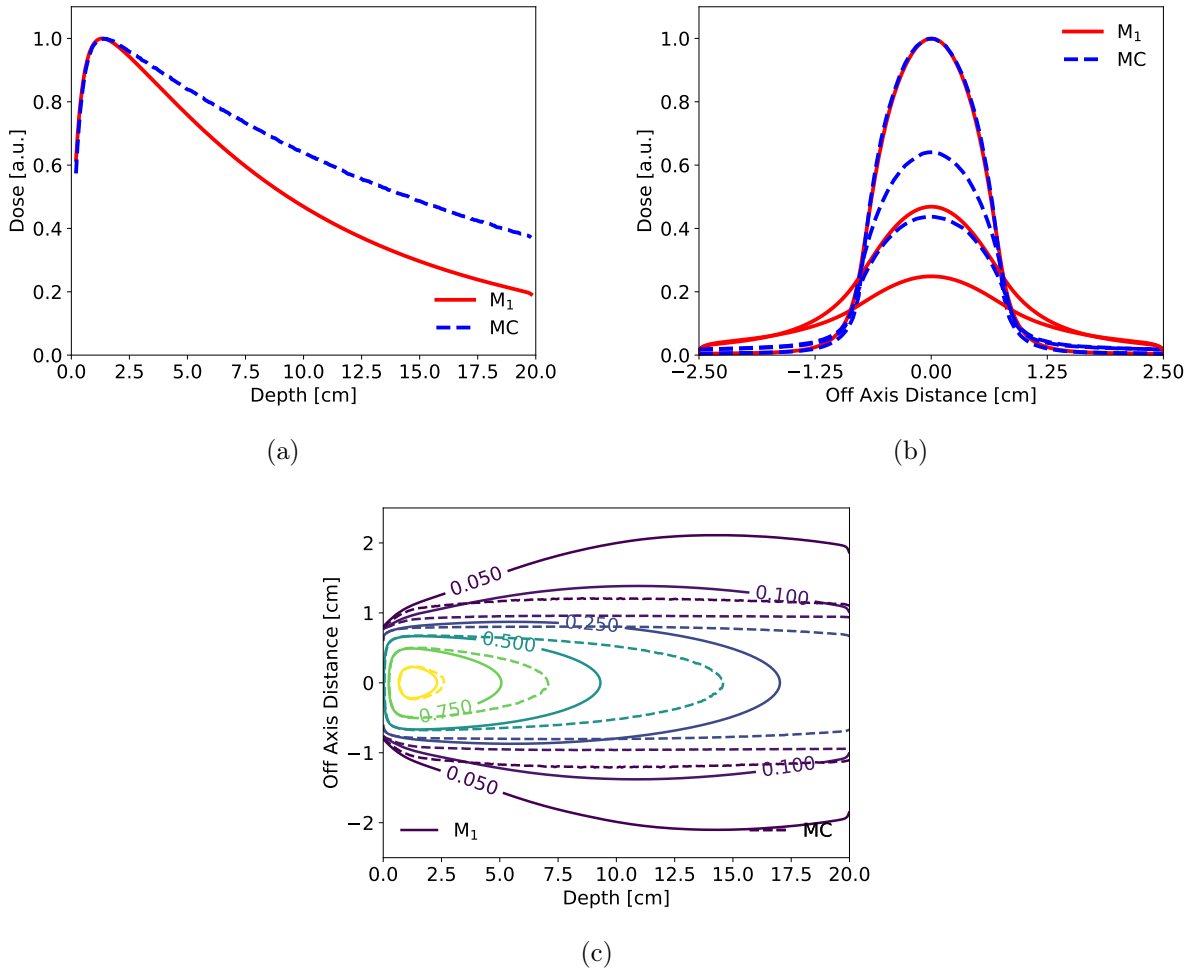 1.0
0.8
0.6
0.4
0.2
0.0
Dose [a.u.]
M₁
MC
0.0 2.5 5.0 7.5 10.0 12.5 15.0 17.5 20.0
Depth [cm]
(a)
1.0
0.8
0.6
0.4
0.2
0.0
Dose [a.u.]
M₁
MC
−2.50 −1.25 0.00 1.25 2.50
Off Axis Distance [cm]
(b)
2
1
0
−1
−2
Off Axis Distance [cm]
0.050
0.100
0.250
0.500
0.750
0.100
0.050
M₁ MC
0.0 2.5 5.0 7.5 10.0 12.5 15.0 17.5 20.0
Depth [cm]
(c)